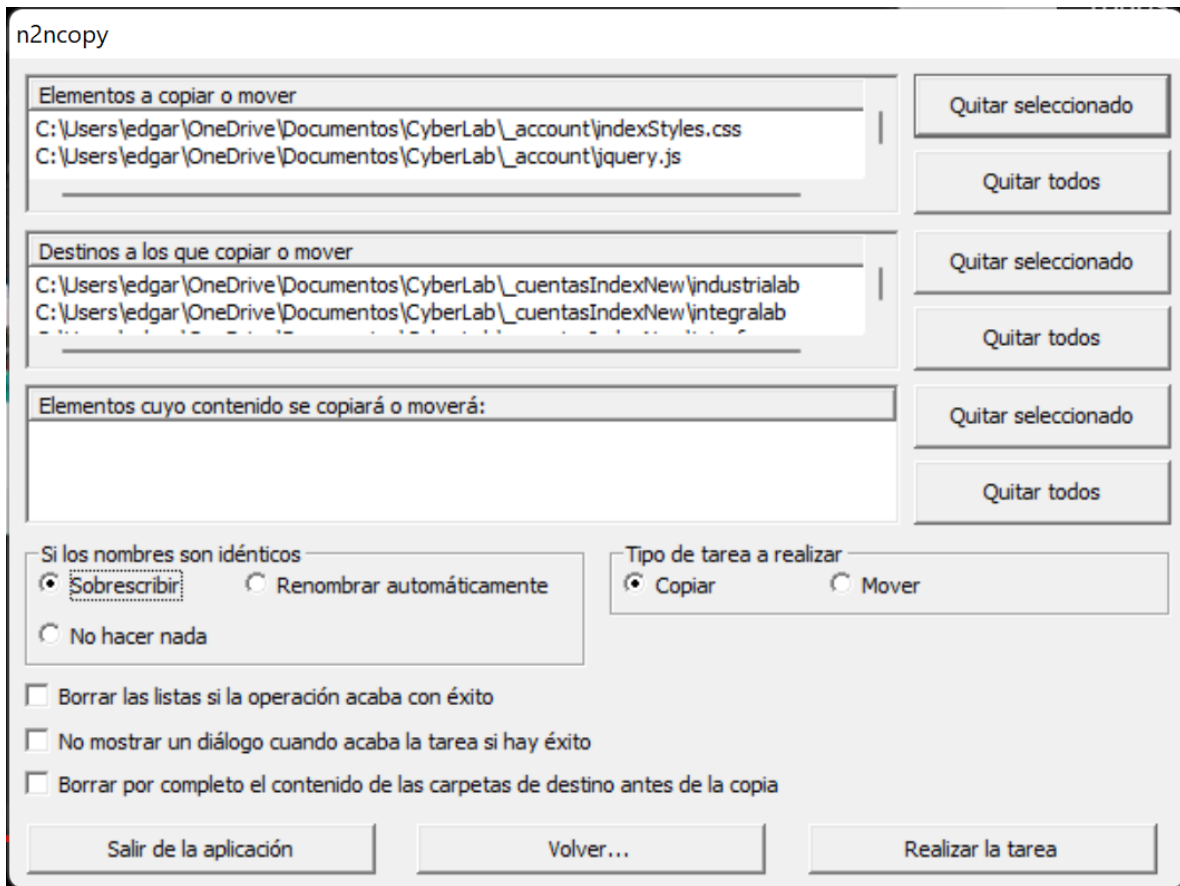 n2ncopy
Elementos a copiar o mover
C:\Users\edgar\OneDrive\Documentos\CyberLab\_account\indexStyles.css
C:\Users\edgar\OneDrive\Documentos\CyberLab\_account\jquery.js
Quitar seleccionado
Quitar todos
Destinos a los que copiar o mover
C:\Users\edgar\OneDrive\Documentos\CyberLab\_cuentasIndexNew\industrialab
C:\Users\edgar\OneDrive\Documentos\CyberLab\_cuentasIndexNew\integralab
Quitar seleccionado
Quitar todos
Elementos cuyo contenido se copiará o moverá:
Quitar seleccionado
Quitar todos
Si los nombres son idénticos
Sobrescribir Renombrar automáticamente
No hacer nada
Tipo de tarea a realizar
Copiar Mover
Borrar las listas si la operación acaba con éxito
No mostrar un diálogo cuando acaba la tarea si hay éxito
Borrar por completo el contenido de las carpetas de destino antes de la copia
Salir de la aplicación Volver... Realizar la tarea